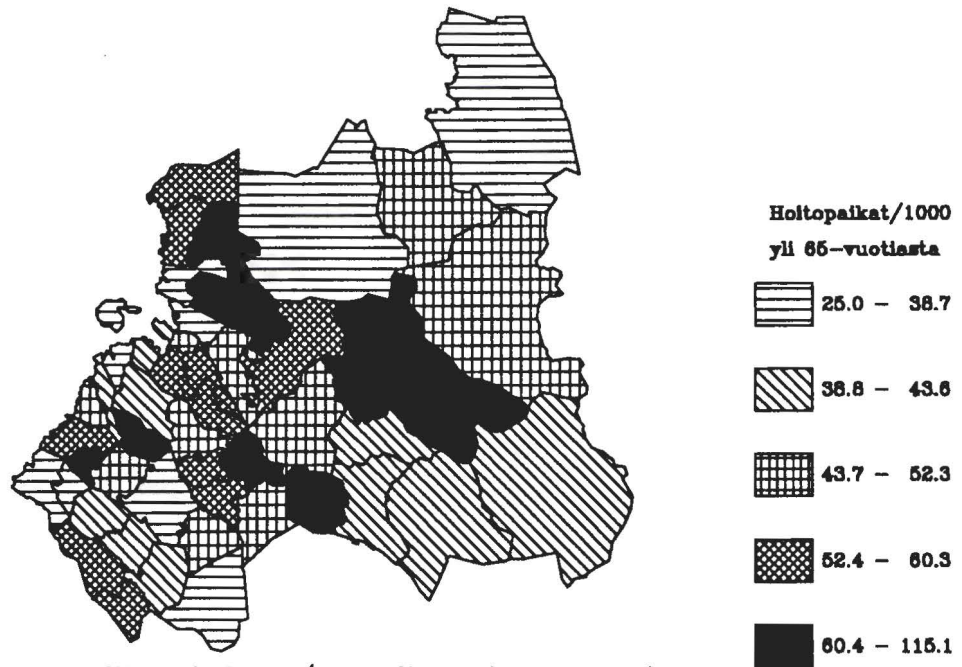 Hoitopaikat/1000
yli 65-vuotiasta
25.0 - 38.7
38.8 - 43.6
43.7 - 52.3
52.4 - 60.3
60.4 - 115.1